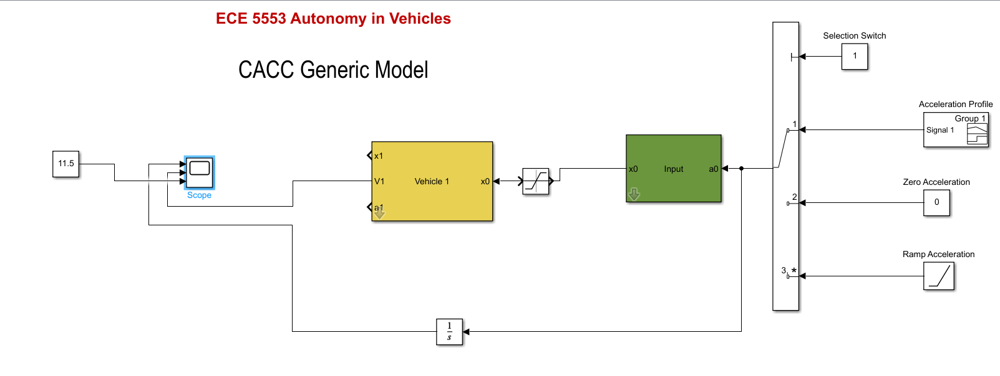 ECE 5553 Autonomy in Vehicles
CACC Generic Model
Selection Switch
1
Acceleration Profile
Group 1
Signal 1
1
11.5
Scope
x1
V1
a1
Vehicle 1
x0
x0
Input
a0
Zero Acceleration
0
2
Ramp Acceleration
3, *
1
s